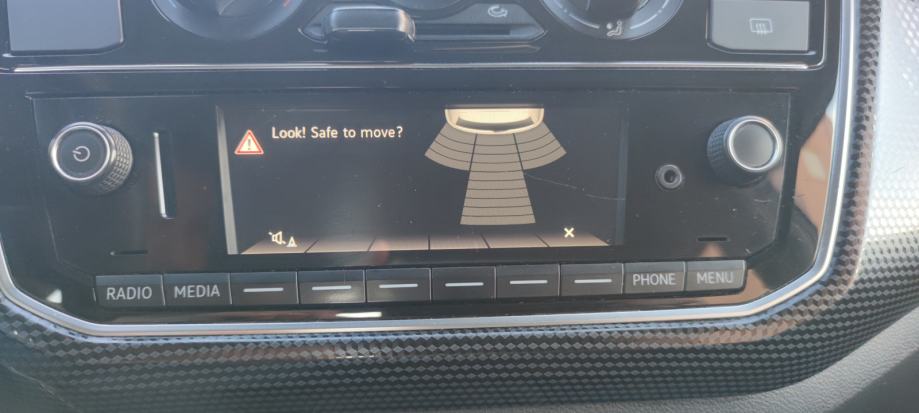 Look! Safe to move?
RADIO
MEDIA
PHONE
MENU